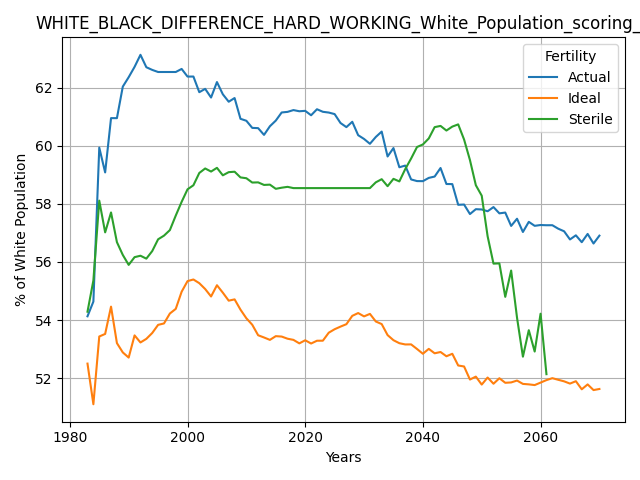 WHITE_BLACK_DIFFERENCE_HARD_WORKING_White_Population_scoring_
Fertility
Actual
Ideal
Sterile
% of White Population
62
60
58
56
54
52
1980
2000
2020
2040
2060
Years